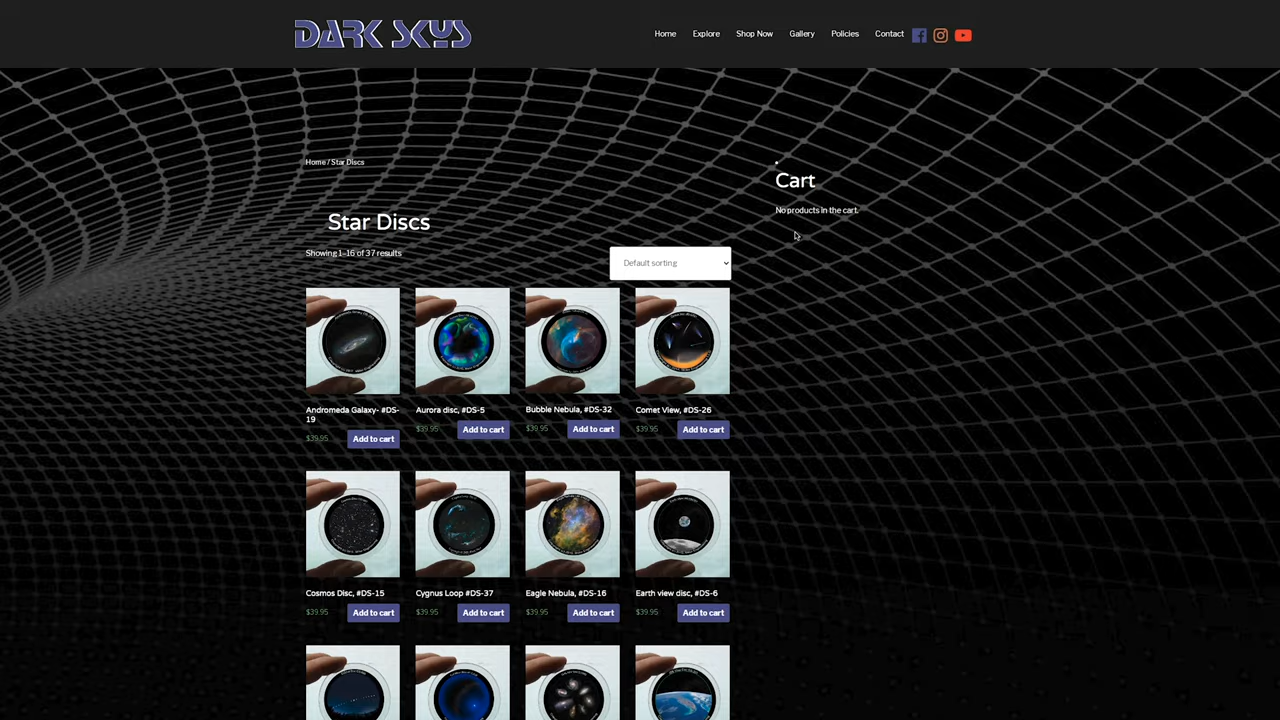 DARK SKYS
Home Explore Shop Now Gallery Policies Contact
Home / Star Discs
Star Discs
Showing 1–16 of 37 results
Default sorting
Cart
No products in the cart.
Andromeda Galaxy- #DS-
19
$39.95 Add to cart
Aurora disc, #DS-5
$39.95 Add to cart
Bubble Nebula, #DS-32
$39.95 Add to cart
Comet View, #DS-26
$39.95 Add to cart
Cosmos Disc, #DS-15
$39.95 Add to cart
Cygnus Loop #DS-37
$39.95 Add to cart
Eagle Nebula, #DS-16
$39.95 Add to cart
Earth view disc, #DS-6
$39.95 Add to cart